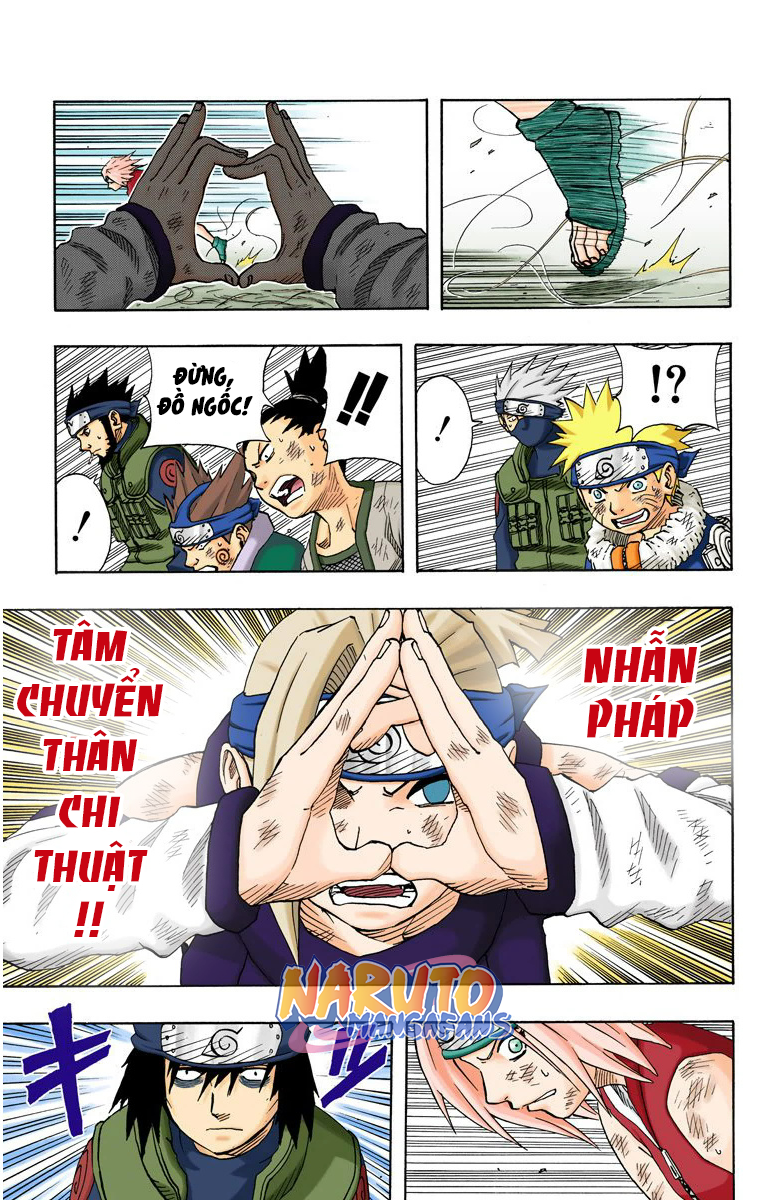 !?
!
!!
ĐỪNG,
ĐỒ NGỐC!
!
NHẪN
PHÁP
TÂM
CHUYỂN
THÂN
CHI
THUẬT
!!
NARUTO
MANGAFANS